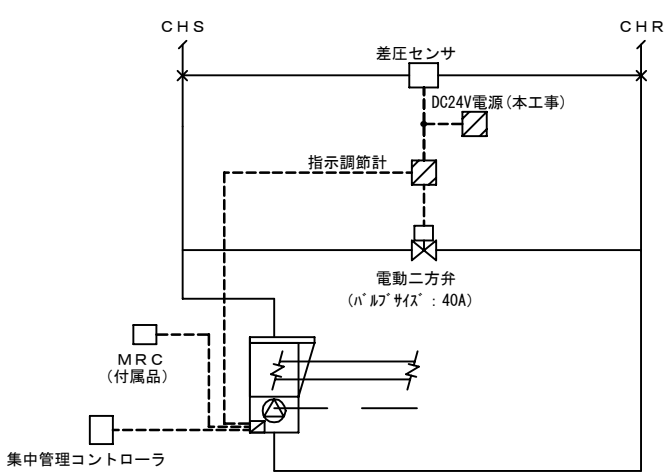 CHS
CHR
差圧センサ
DC24V電源(本工事)
指示調節計
電動二方弁
(ﾊﾞﾙﾌﾞｻｲｽﾞ：40A)
MRC
(付属品)
集中管理コントローラ